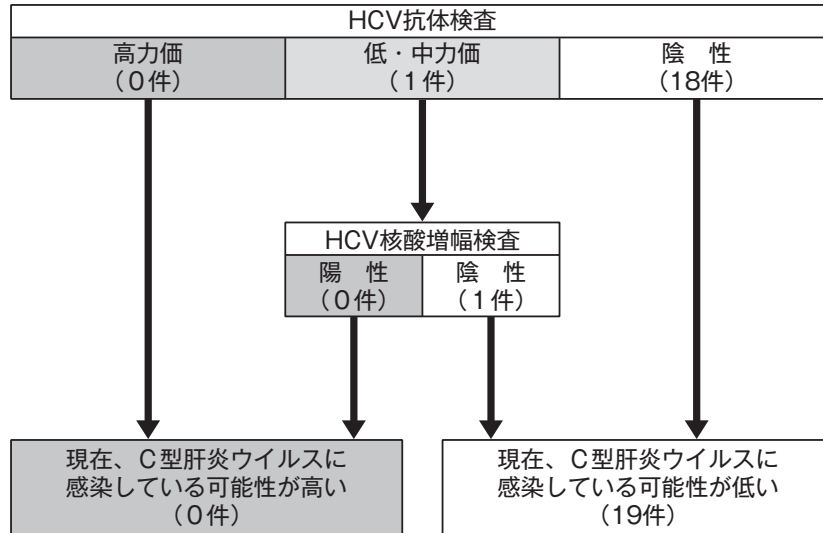 HCV抗体検査
高力価
（０件）
低・中力価
（１件）
陰　性
（18件）
HCV核酸増幅検査
陽　性
（０件）
陰　性
（１件）
現在、Ｃ型肝炎ウイルスに
感染している可能性が高い
（０件）
現在、Ｃ型肝炎ウイルスに
感染している可能性が低い
（19件）